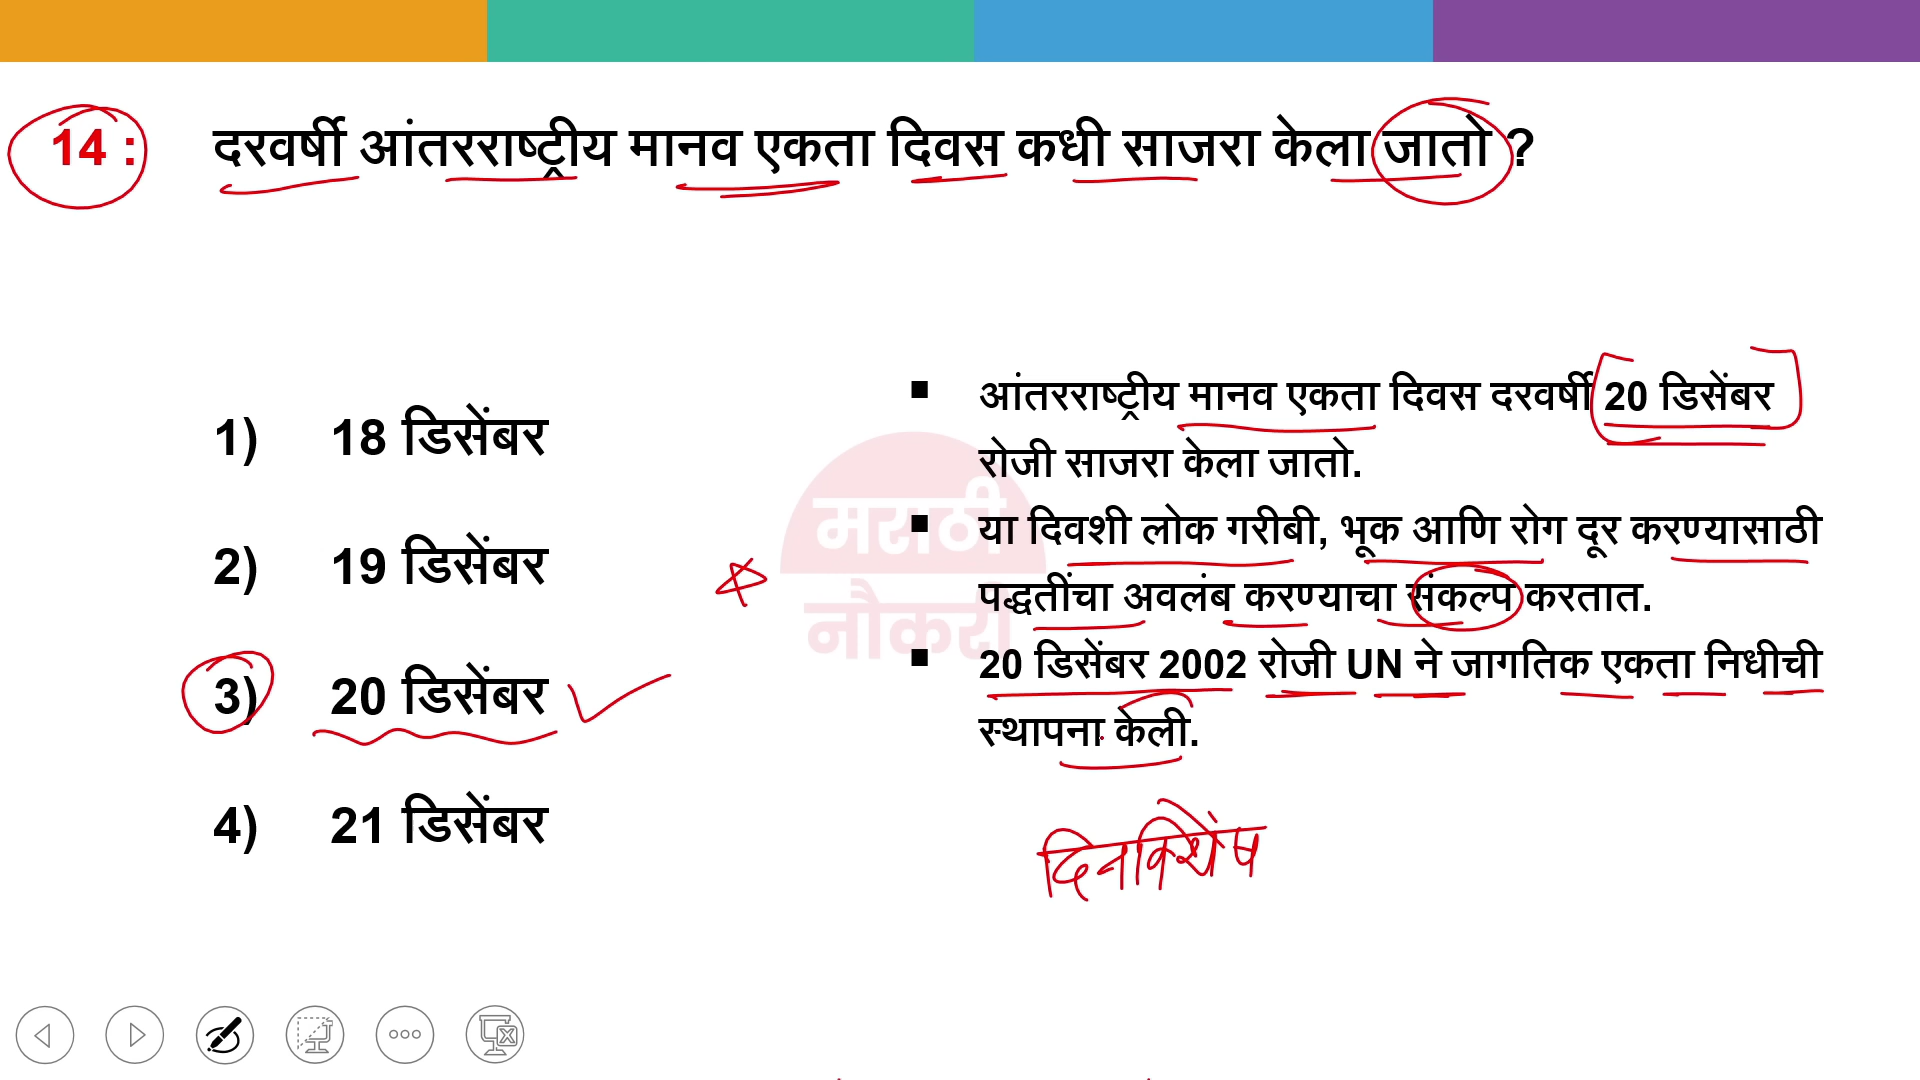 14 : दरवर्षी आंतरराष्ट्रीय मानव एकता दिवस कधी साजरा केला जातो ?
1) 18 डिसेंबर
2) 19 डिसेंबर
3) 20 डिसेंबर
4) 21 डिसेंबर
▪ आंतरराष्ट्रीय मानव एकता दिवस दरवर्षी 20 डिसेंबर
रोजी साजरा केला जातो.
▪ या दिवशी लोक गरीबी, भूक आणि रोग दूर करण्यासाठी
पद्धतींचा अवलंब करण्याचा संकल्प करतात.
▪ 20 डिसेंबर 2002 रोजी UN ने जागतिक एकता निधीची
स्थापना केली.
मराठी
नौकरी